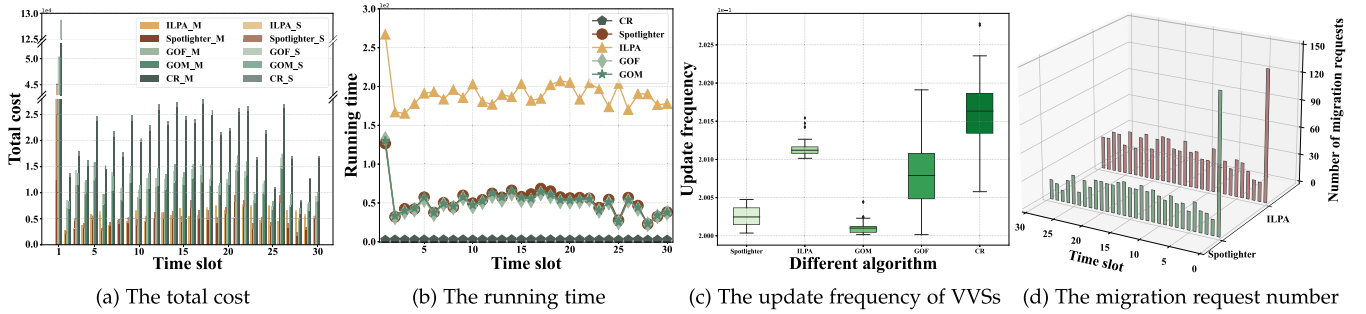 1e4
13.0
12.5
5.0
4.5
2.5
2.0
1.5
1.0
0.5
0.0
Total cost
ILPA_M
Spotlighter_M
GOF_M
GOM_M
CR_M
ILPA_S
Spotlighter_S
GOF_S
GOM_S
CR_S
1 5 10 15 20 25 30
Time slot
(a) The total cost
1e2
3.0
2.5
2.0
1.5
1.0
0.5
0.0
Running time
CR
Spotlighter
ILPA
GOF
GOM
5 10 15 20 25 30
Time slot
(b) The running time
1e−1
2.025
2.020
2.015
2.010
2.005
2.000
Update frequency
Spotlighter ILPA GOM GOF CR
Different algorithm
(c) The update frequency of VVSs
150
120
90
60
30
0
Number of migration requests
30 25 20 15 10 5 0
Time slot
Spotlighter
ILPA
(d) The migration request number